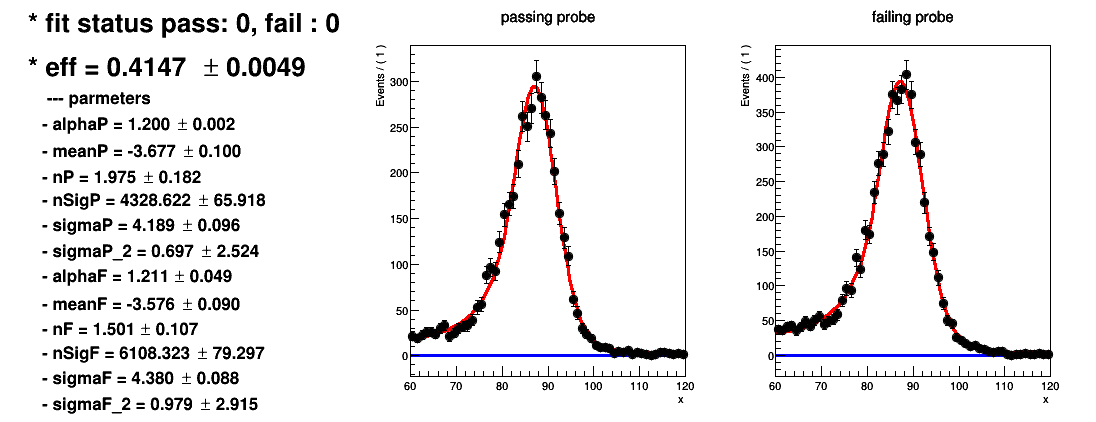 * fit status pass: 0, fail : 0
* eff = 0.4147 ± 0.0049
--- parmeters
- alphaP = 1.200 ± 0.002
- meanP = -3.677 ± 0.100
- nP = 1.975 ± 0.182
- nSigP = 4328.622 ± 65.918
- sigmaP = 4.189 ± 0.096
- sigmaP_2 = 0.697 ± 2.524
- alphaF = 1.211 ± 0.049
- meanF = -3.576 ± 0.090
- nF = 1.501 ± 0.107
- nSigF = 6108.323 ± 79.297
- sigmaF = 4.380 ± 0.088
- sigmaF_2 = 0.979 ± 2.915
passing probe
Events / ( 1 )
300
250
200
150
100
50
0
60 70 80 90 100 110 120
x
failing probe
Events / ( 1 )
400
350
300
250
200
150
100
50
0
60 70 80 90 100 110 120
x